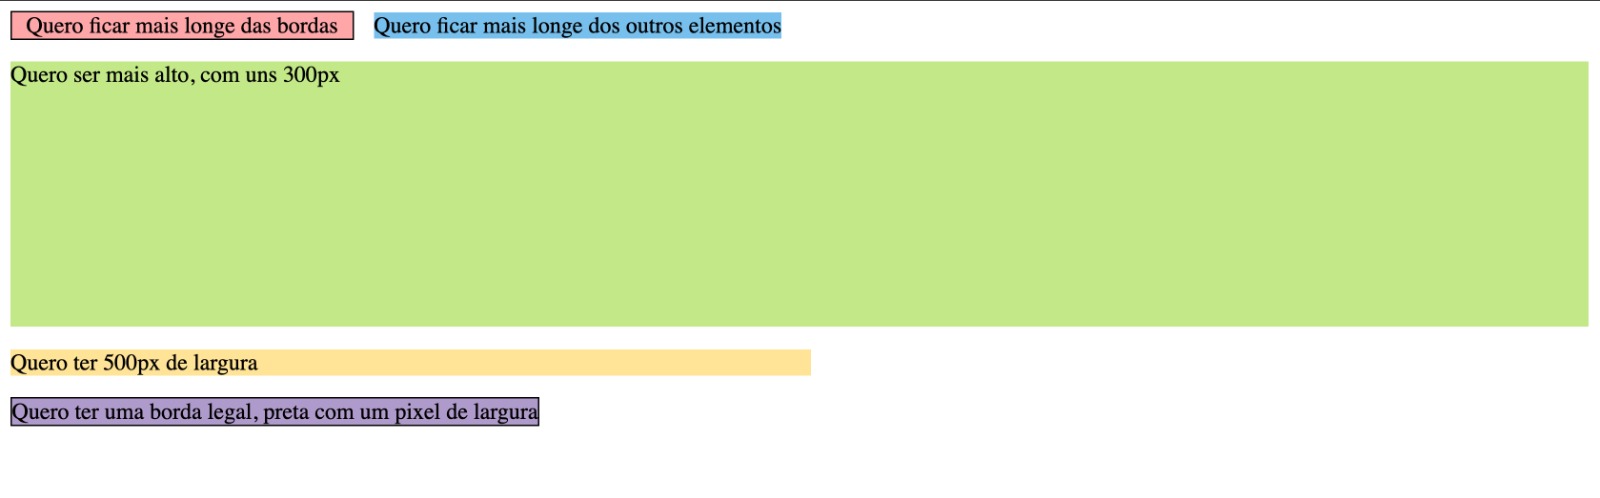 Quero ficar mais longe das bordas
Quero ficar mais longe dos outros elementos
Quero ser mais alto, com uns 300px
Quero ter 500px de largura
Quero ter uma borda legal, preta com um pixel de largura